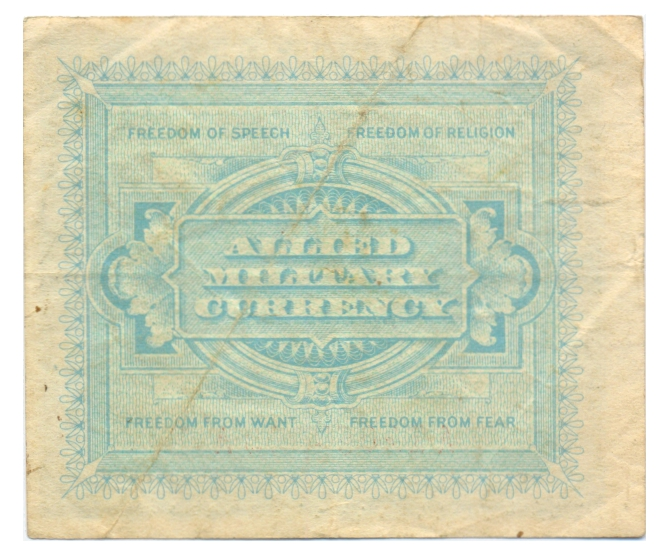 FREEDOM OF SPEECH FREEDOM OF RELIGION
ALLIED
MILITARY
CURRENCY
FREEDOM FROM WANT FREEDOM FROM FEAR